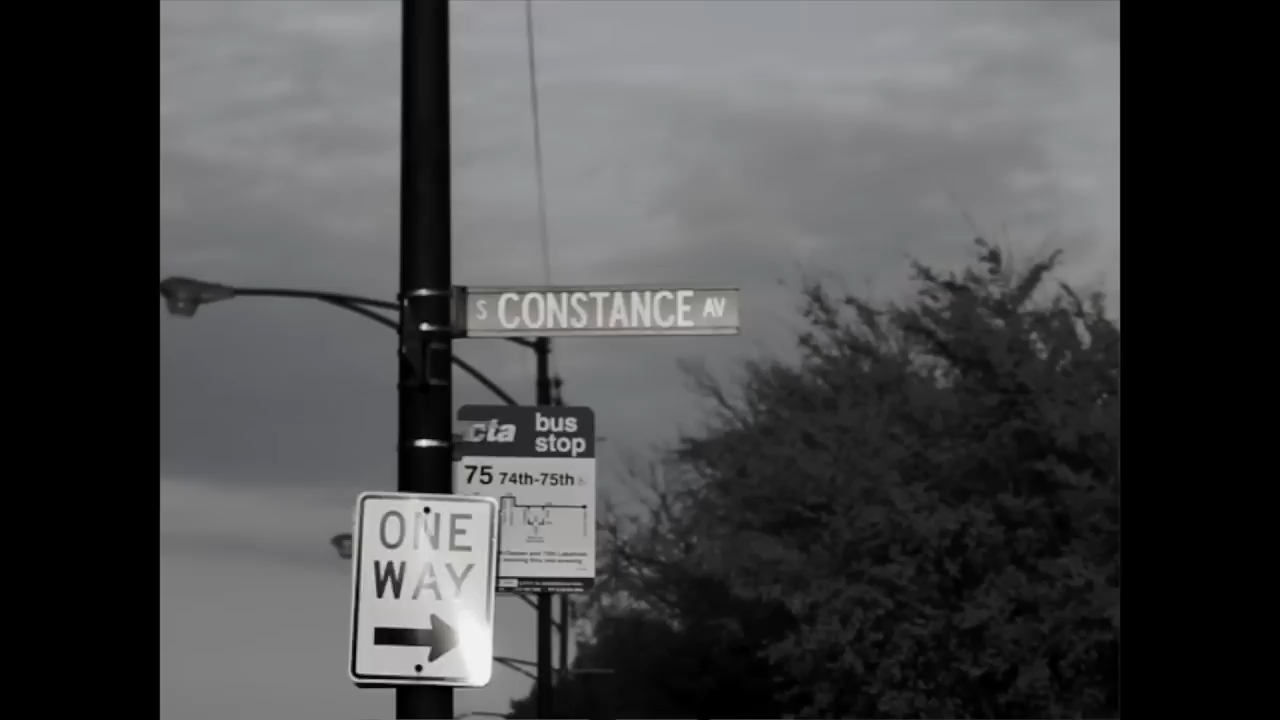 S CONSTANCE AV
cta bus stop
75 74th-75th
ONE
WAY